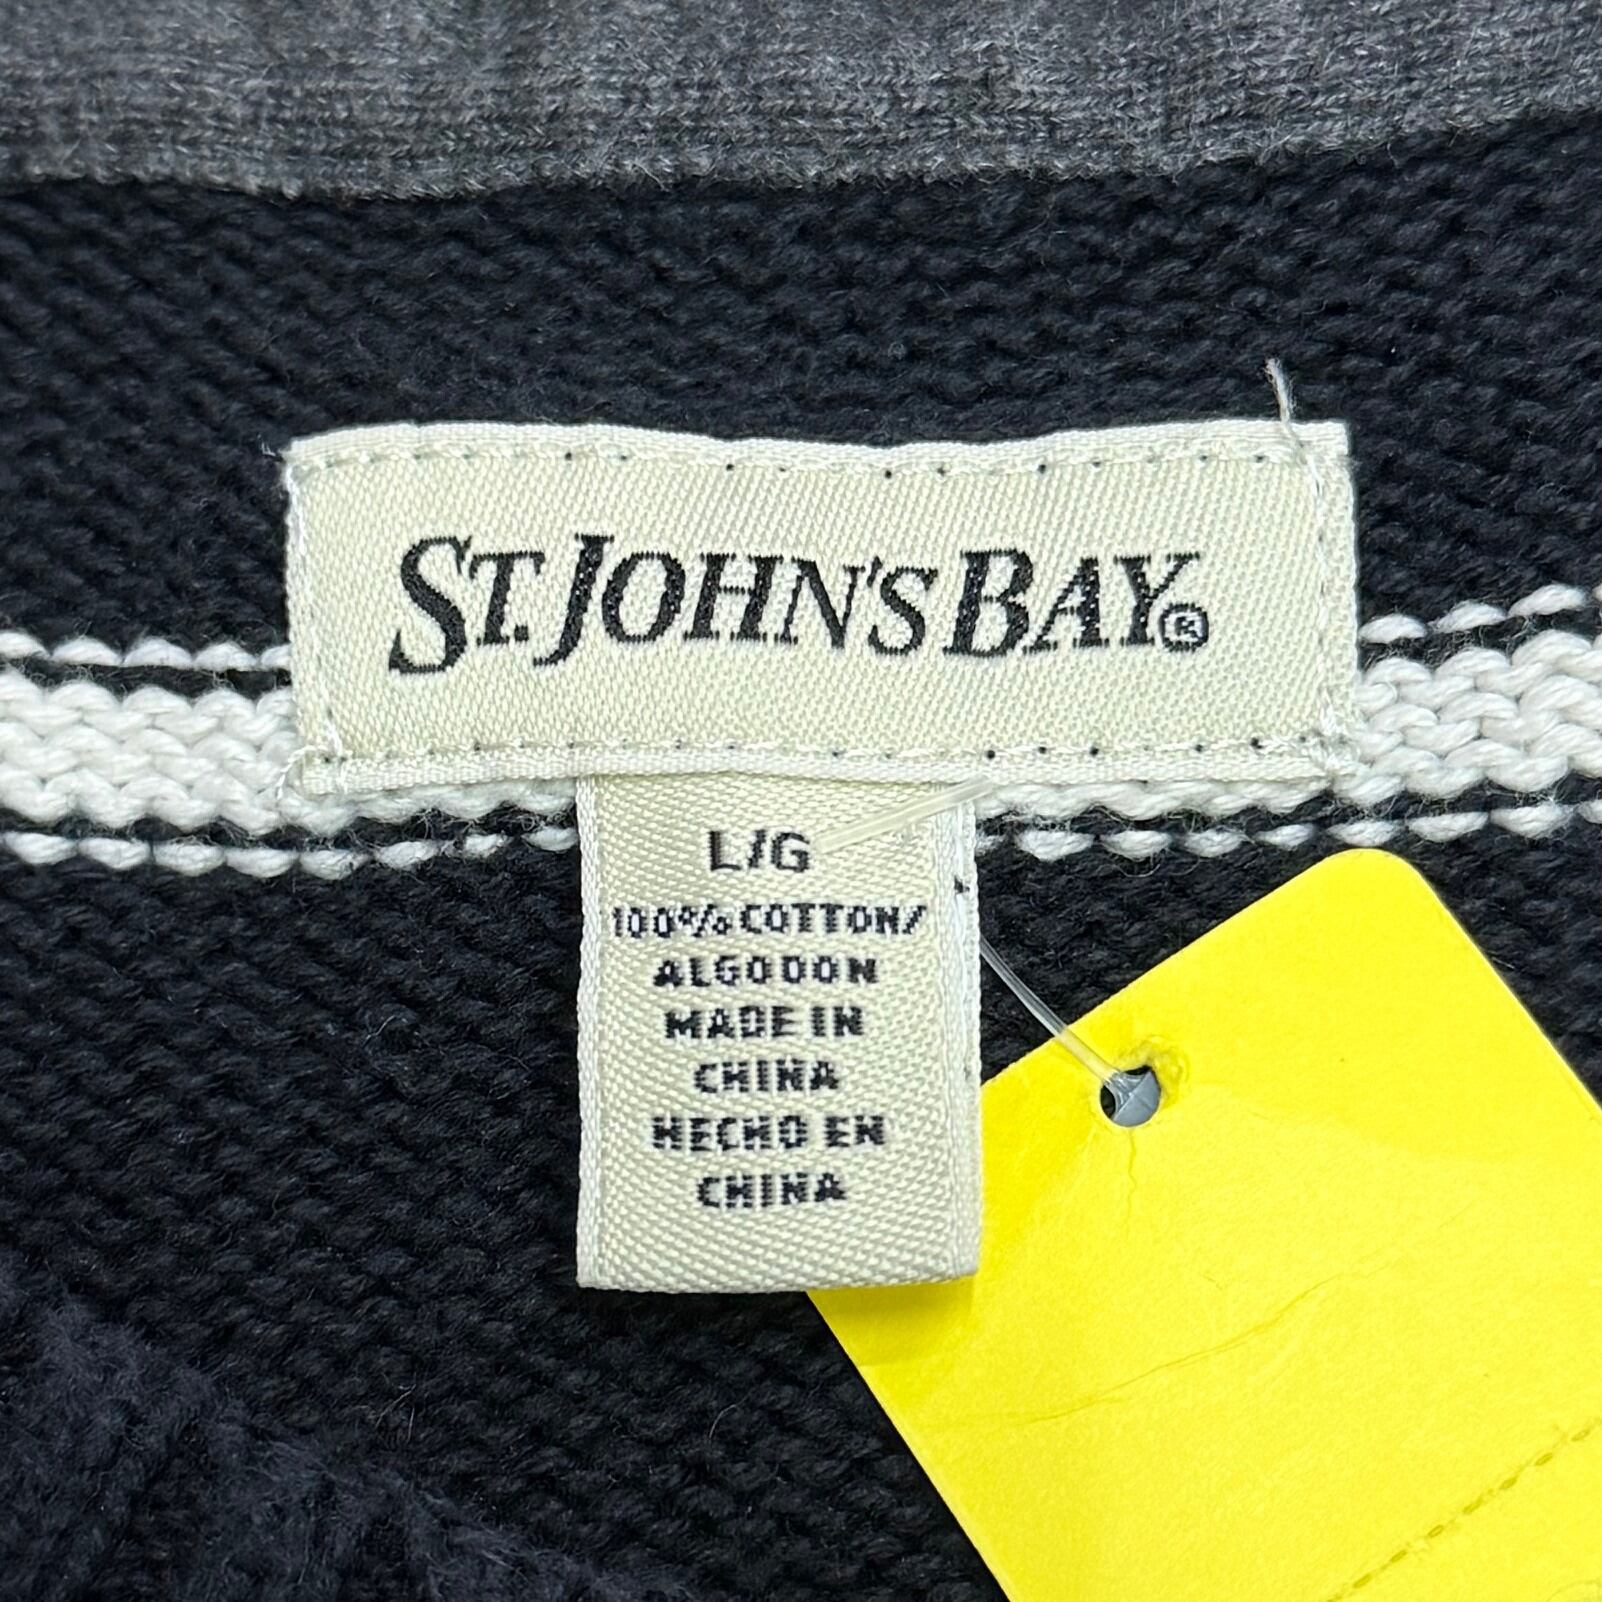 ST. JOHN'S BAY®
L/G
100% COTTON/
ALGODON
MADE IN
CHINA
HECHO EN
CHINA